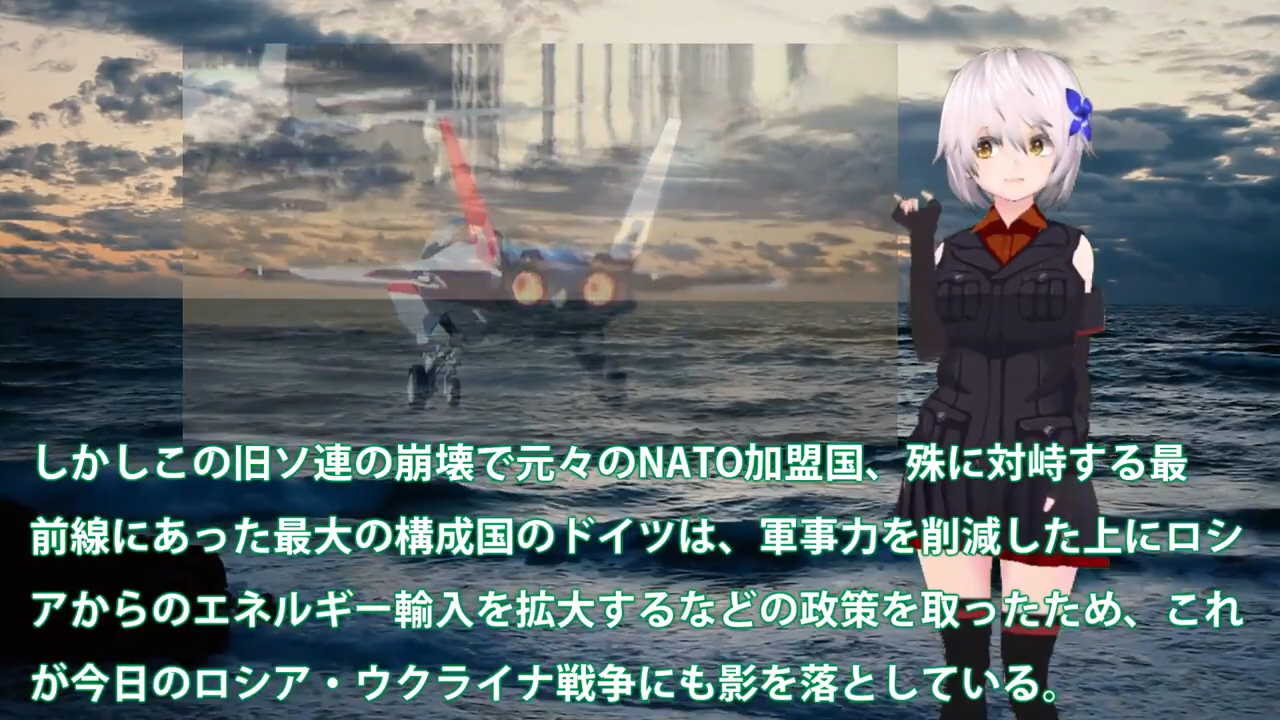 しかしこの旧ソ連の崩壊で元々のNATO加盟国、殊に対峙する最
前線にあった最大の構成国のドイツは、軍事力を削減した上にロシ
アからのエネルギー輸入を拡大するなどの政策を取ったため、これ
が今日のロシア・ウクライナ戦争にも影を落としている。